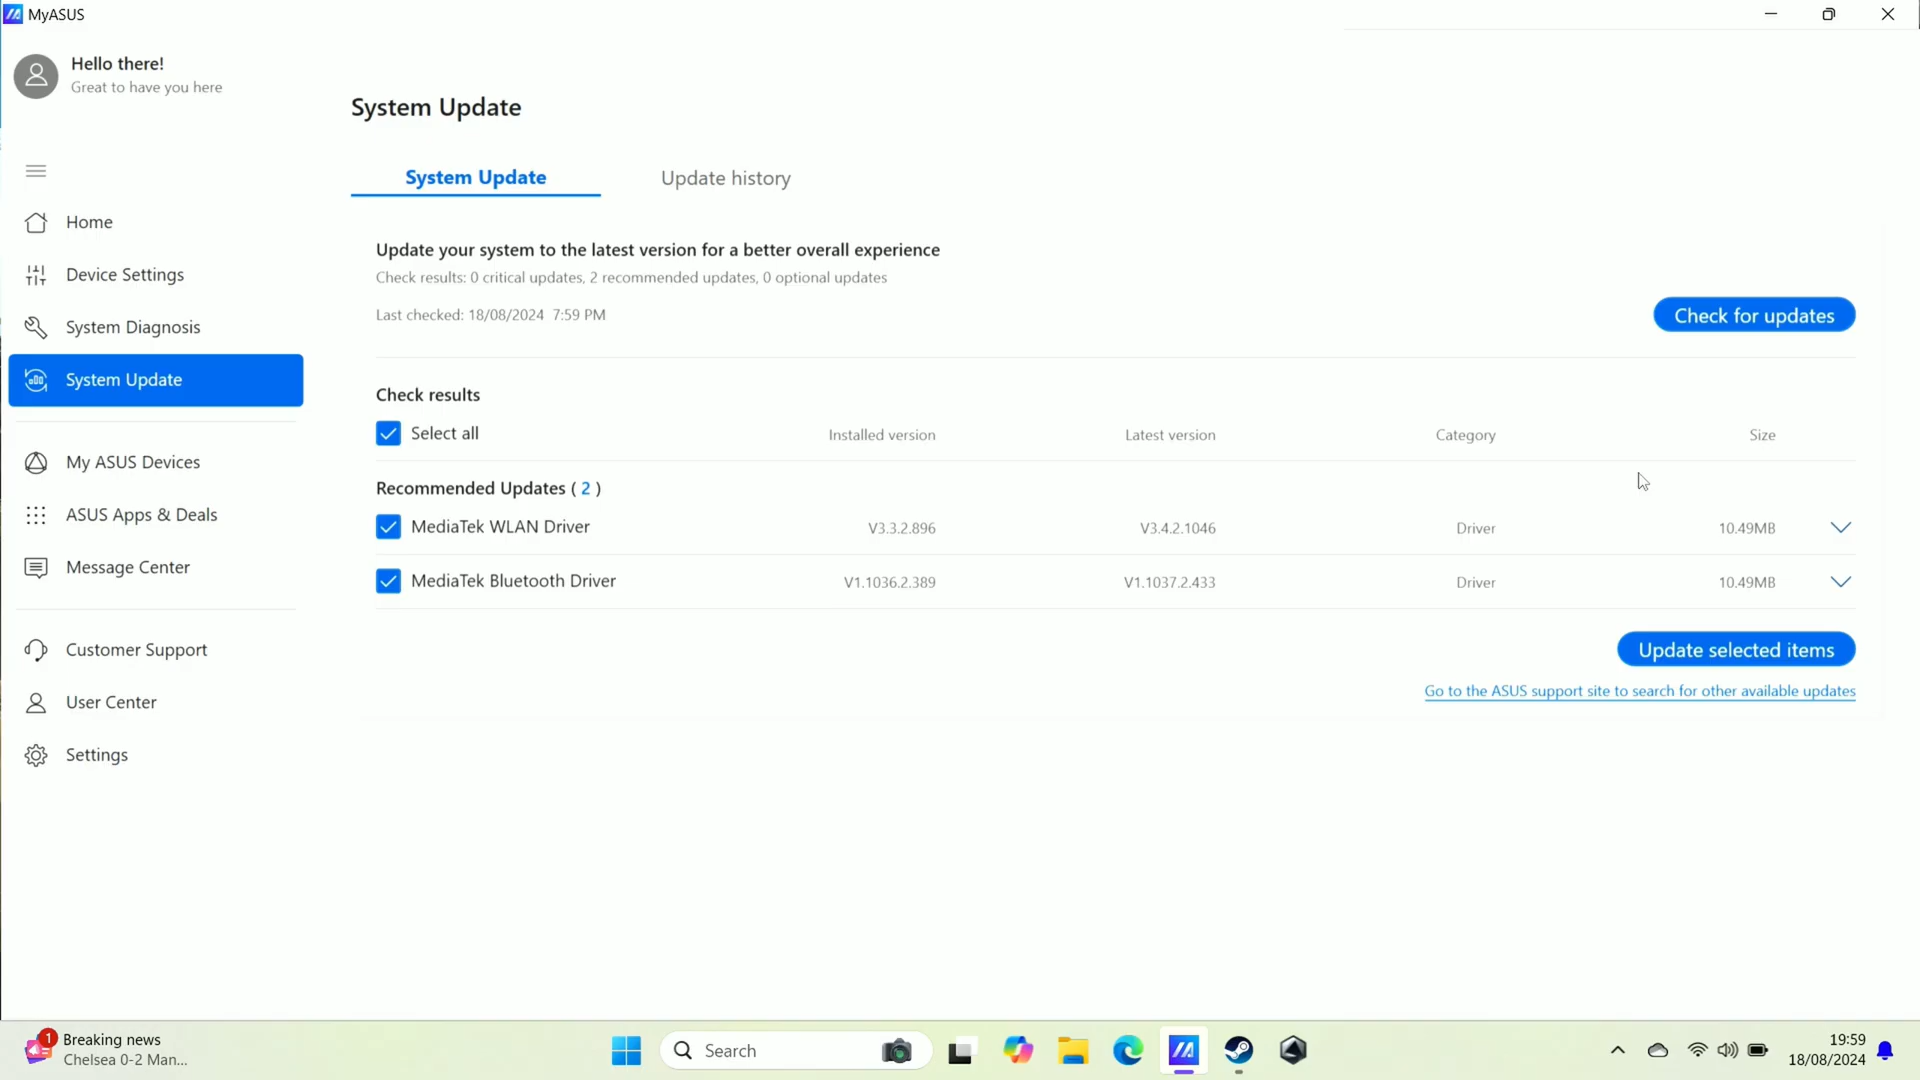 MyASUS
Hello there!
Great to have you here
Home
Device Settings
System Diagnosis
System Update
My ASUS Devices
ASUS Apps & Deals
Message Center
Customer Support
User Center
Settings
System Update
System Update Update history
Update your system to the latest version for a better overall experience
Check results: 0 critical updates, 2 recommended updates, 0 optional updates
Last checked: 18/08/2024 7:59 PM
Check for updates
Check results
Select all Installed version Latest version Category Size
Recommended Updates ( 2 )
MediaTek WLAN Driver V3.3.2.896 V3.4.2.1046 Driver 10.49MB
MediaTek Bluetooth Driver V1.1036.2.389 V1.1037.2.433 Driver 10.49MB
Update selected items
Go to the ASUS support site to search for other available updates
1
Breaking news
Chelsea 0-2 Man...
Search
19:59
18/08/2024